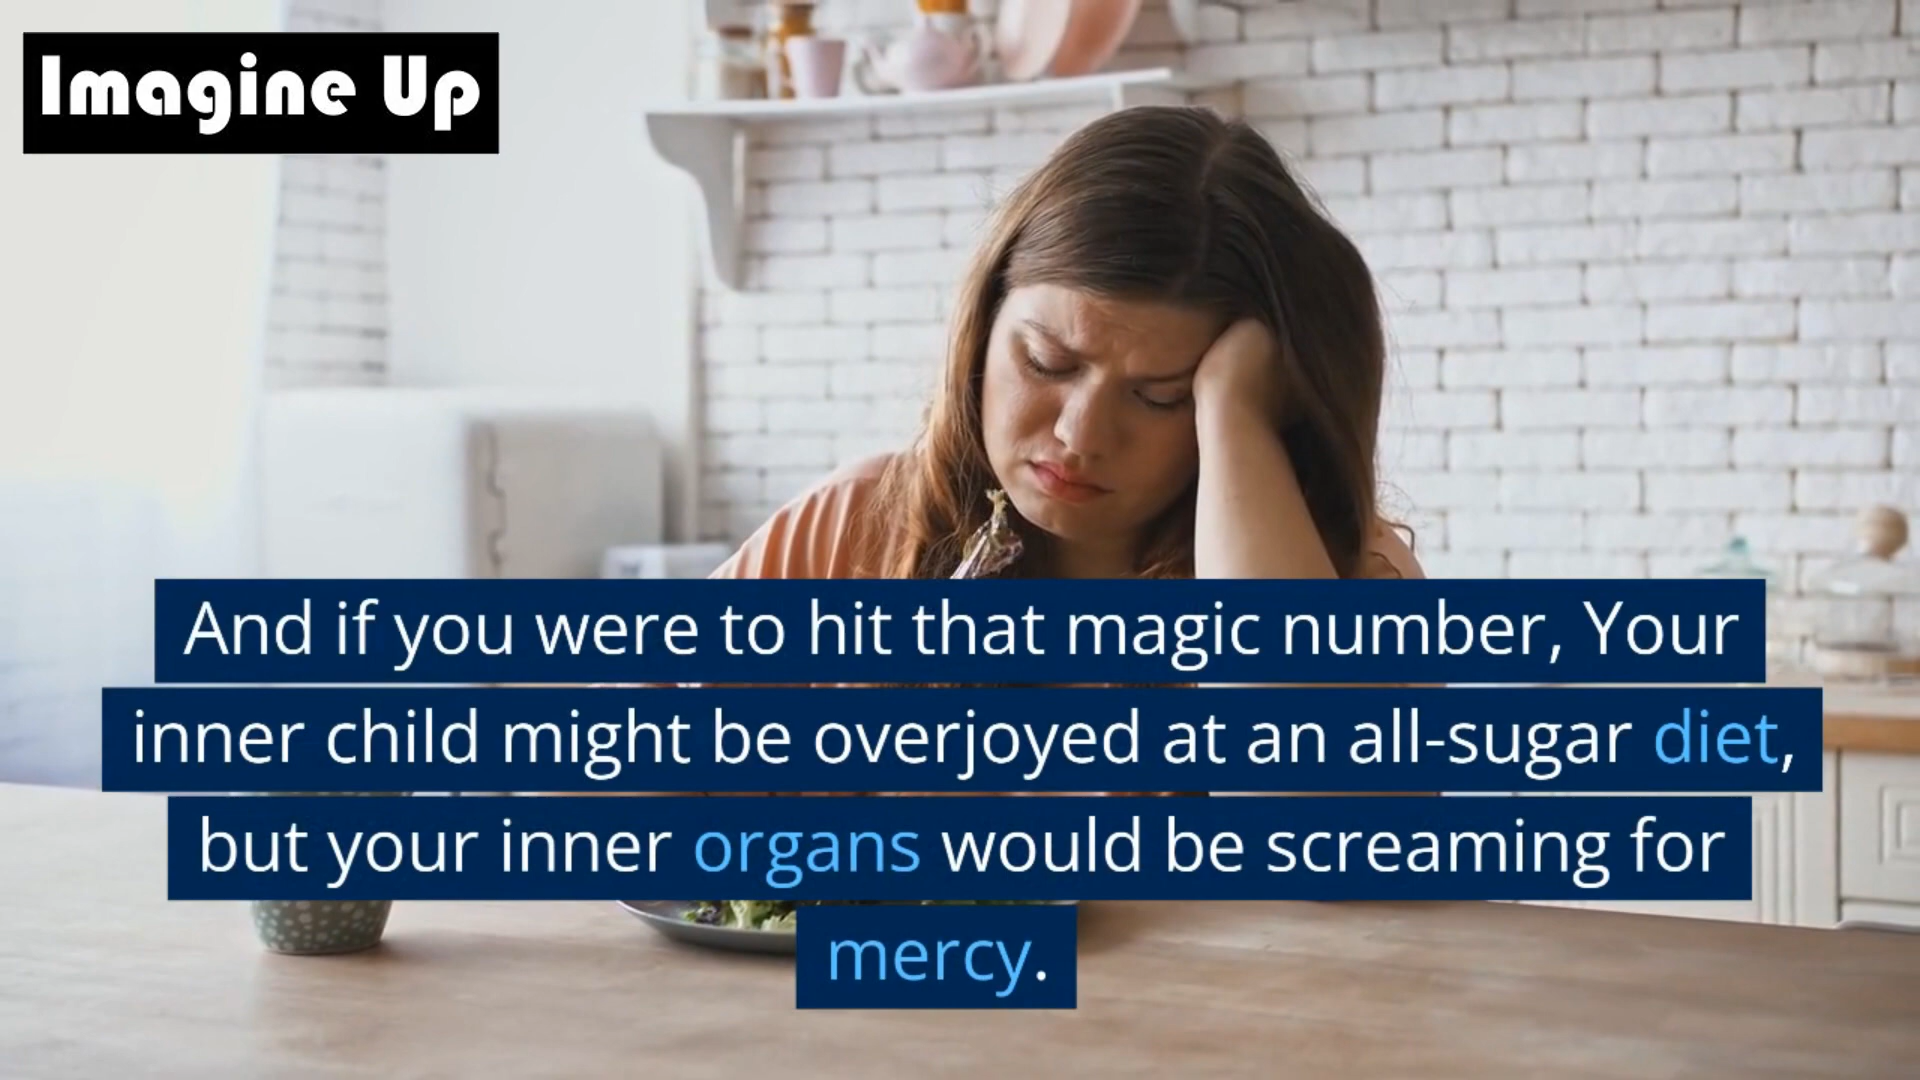 Imagine Up
And if you were to hit that magic number, Your
inner child might be overjoyed at an all-sugar diet,
but your inner organs would be screaming for
mercy.